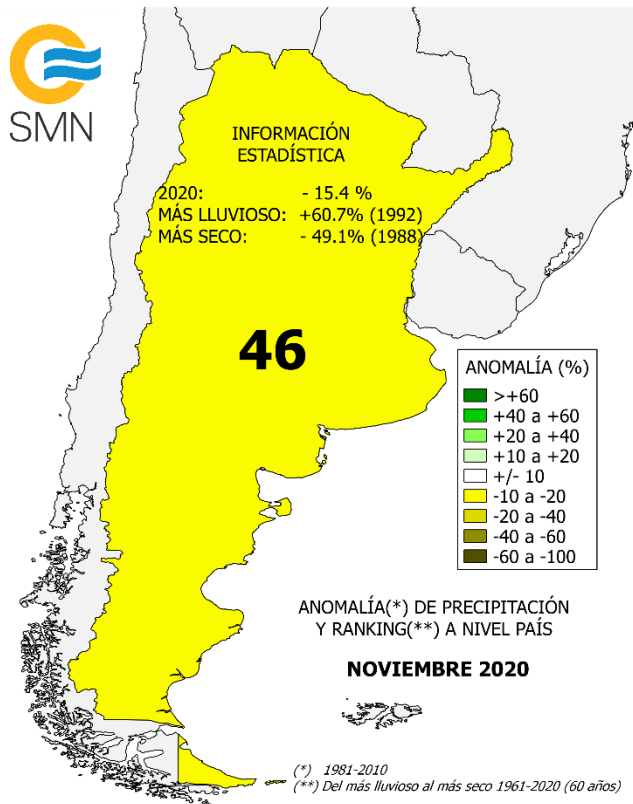 SMN
INFORMACIÓN
ESTADÍSTICA
2020: - 15.4 %
MÁS LLUVIOSO: +60.7% (1992)
MÁS SECO: - 49.1% (1988)
46
ANOMALÍA (%)
>+60
+40 a +60
+20 a +40
+10 a +20
+/- 10
-10 a -20
-20 a -40
-40 a -60
-60 a -100
ANOMALÍA(*) DE PRECIPITACIÓN
Y RANKING(**) A NIVEL PAÍS
NOVIEMBRE 2020
(*) 1981-2010
(**) Del más lluvioso al más seco 1961-2020 (60 años)